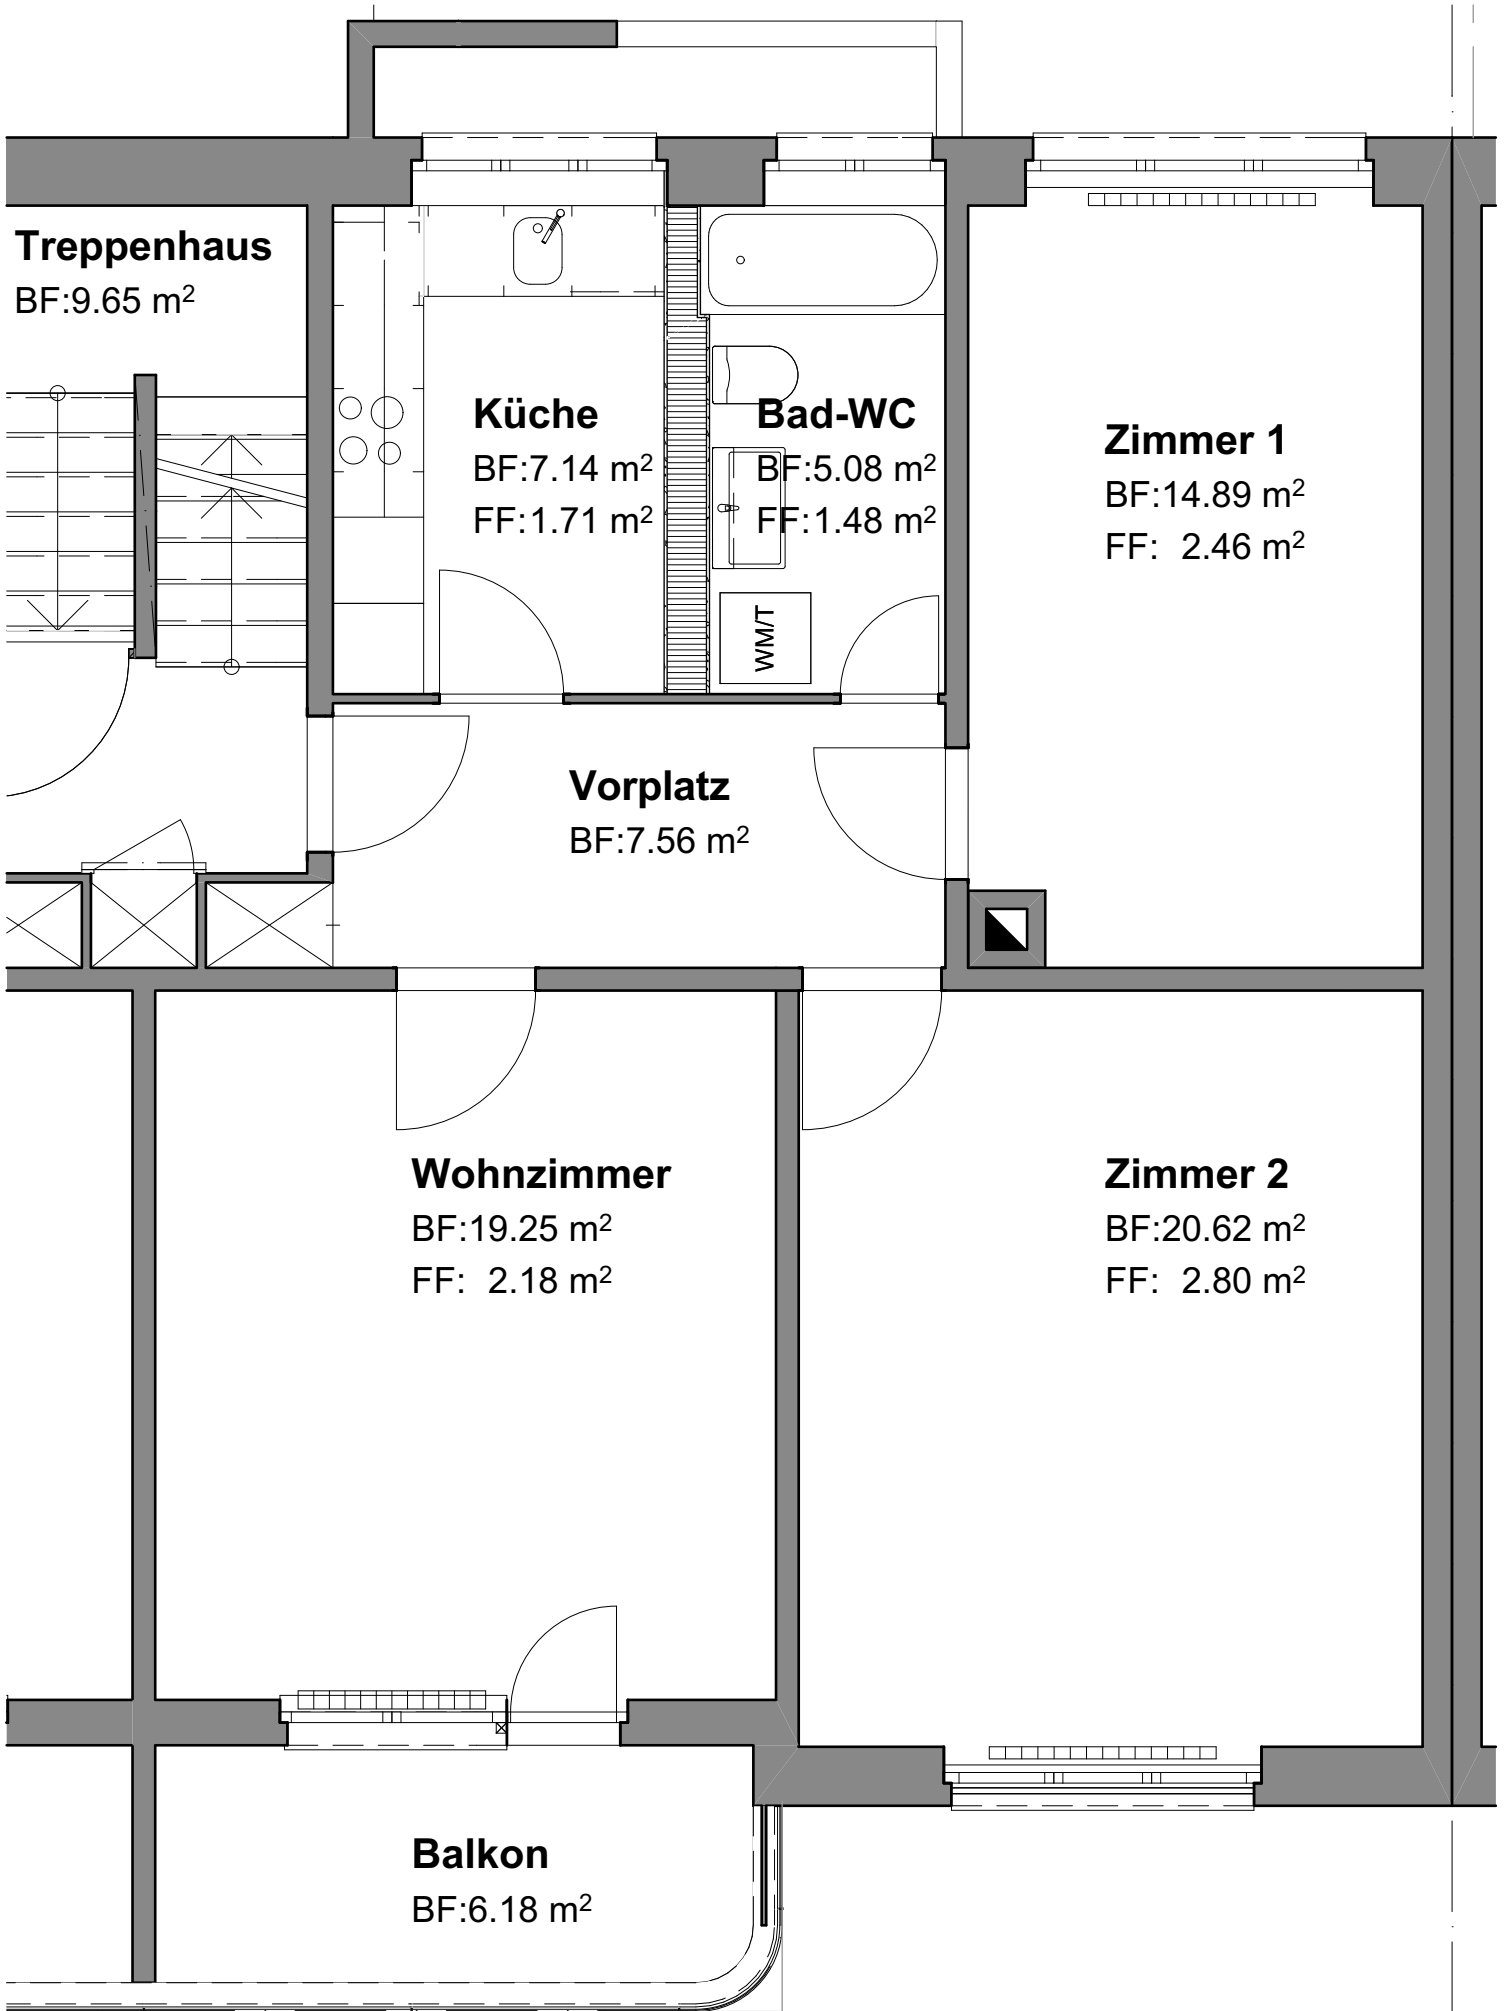 Treppenhaus
BF:9.65 m²
Küche
BF:7.14 m²
FF:1.71 m²
Bad-WC
BF:5.08 m²
FF:1.48 m²
WM/T
Zimmer 1
BF:14.89 m²
FF: 2.46 m²
Vorplatz
BF:7.56 m²
Wohnzimmer
BF:19.25 m²
FF: 2.18 m²
Zimmer 2
BF:20.62 m²
FF: 2.80 m²
Balkon
BF:6.18 m²